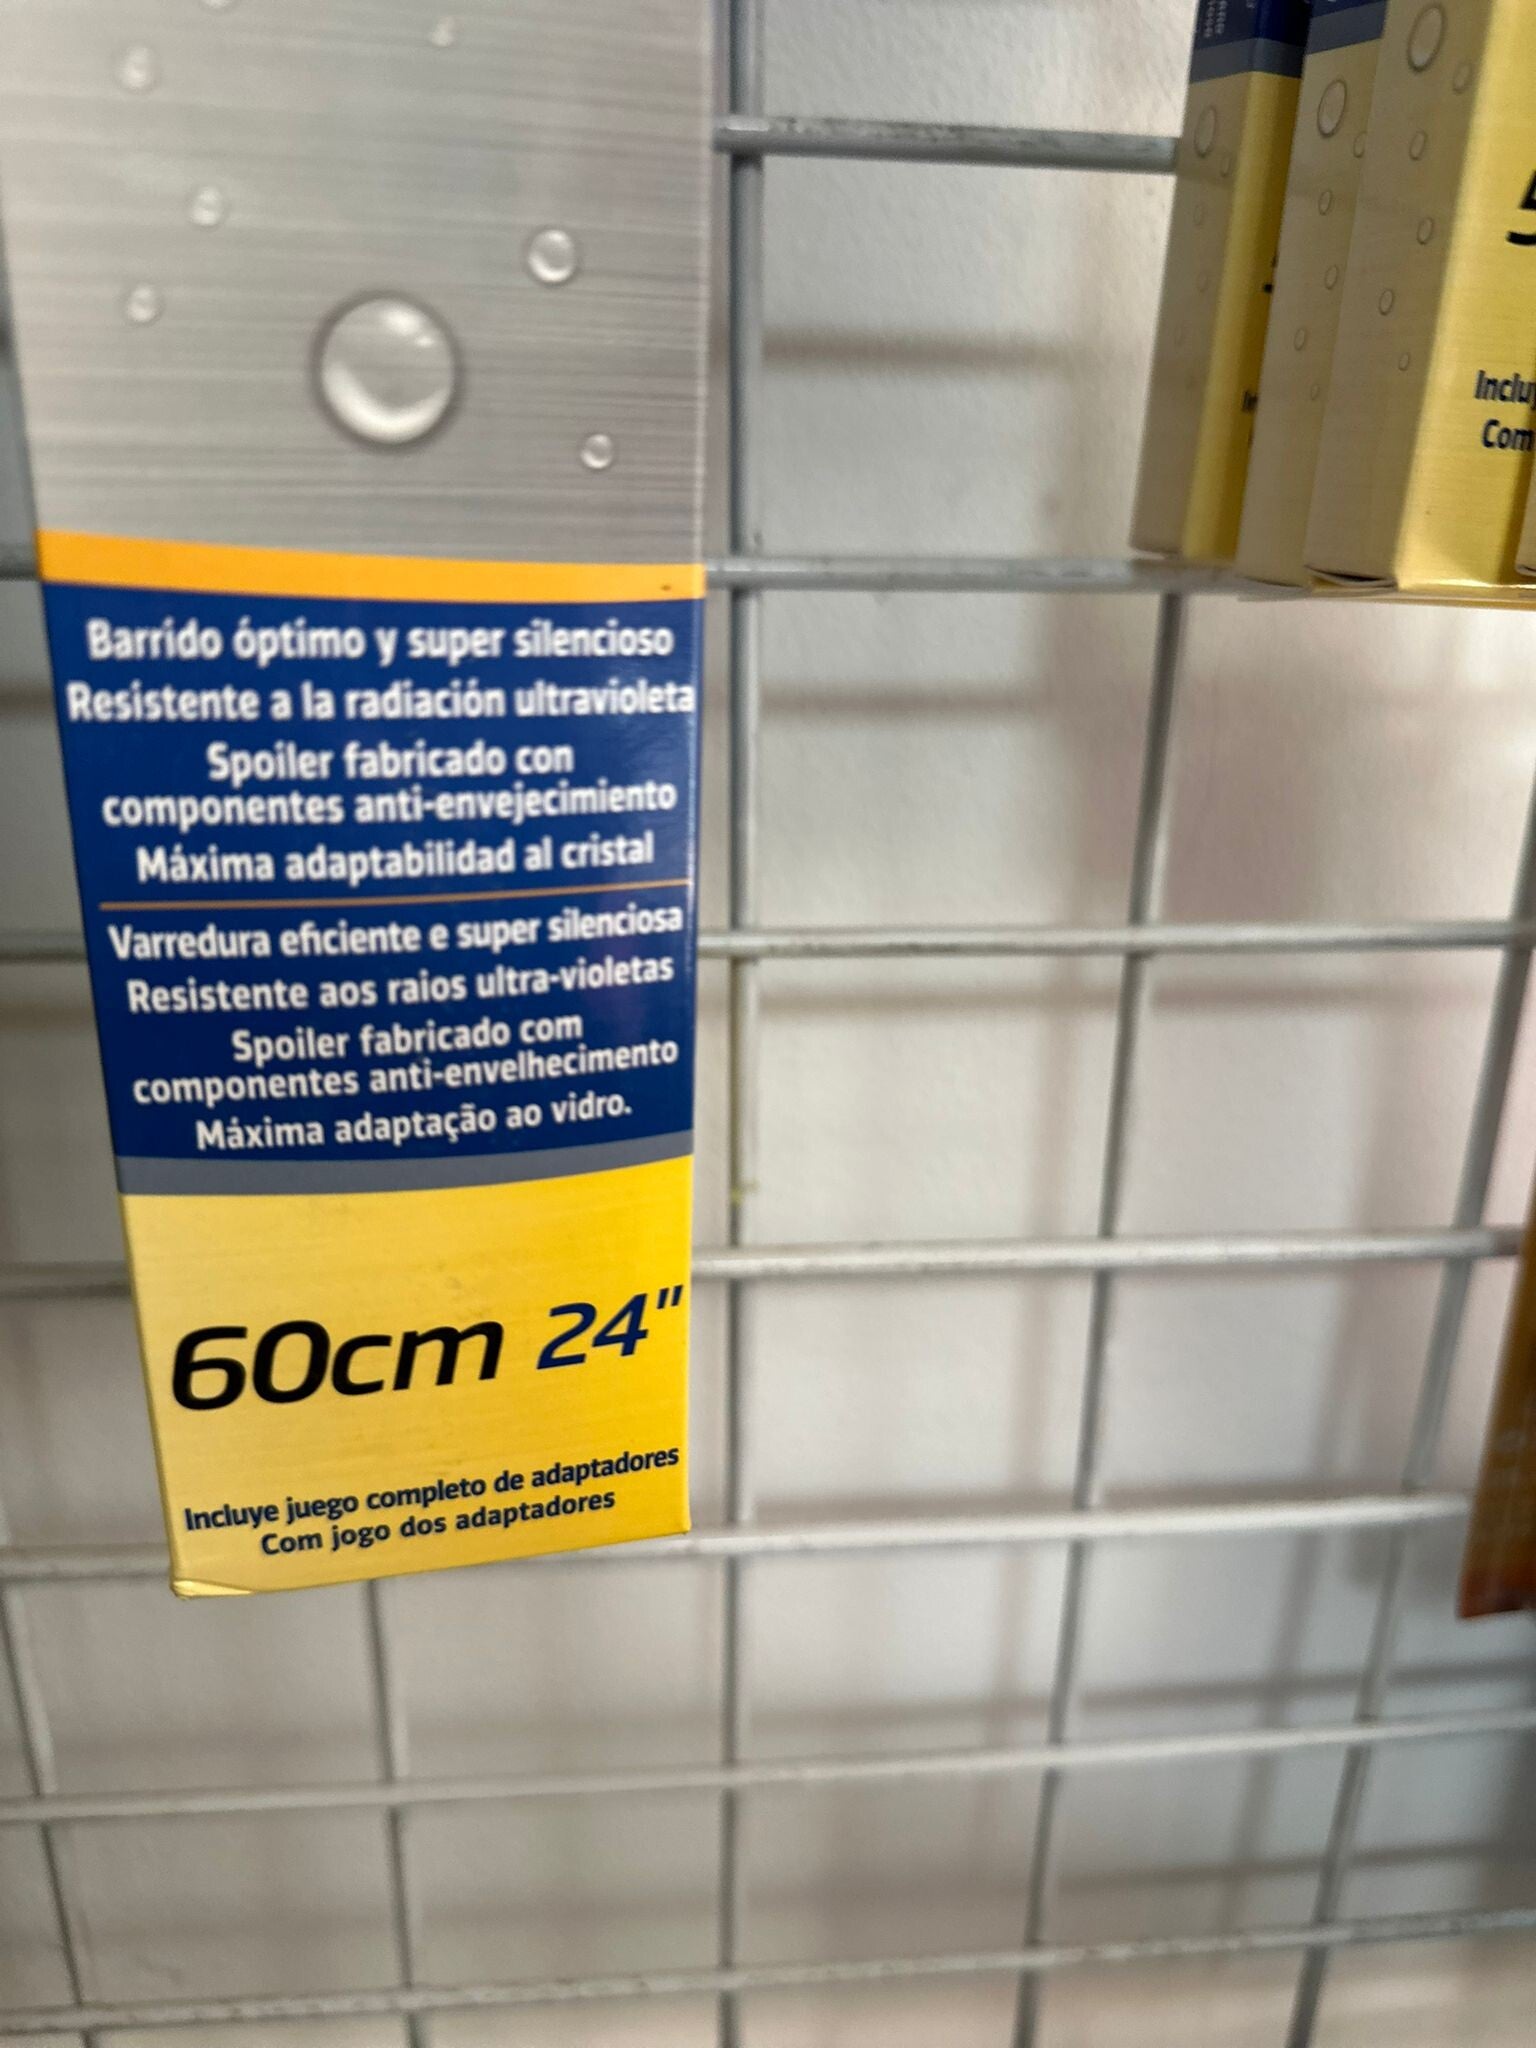 Barrido óptimo y super silencioso
Resistente a la radiación ultravioleta
Spoiler fabricado con
componentes anti-envejecimiento
Máxima adaptabilidad al cristal
Varredura eficiente e super silenciosa
Resistente aos raios ultra-violetas
Spoiler fabricado com
componentes anti-envelhecimento
Máxima adaptação ao vidro.
60cm 24"
Incluye juego completo de adaptadores
Com jogo dos adaptadores
Com